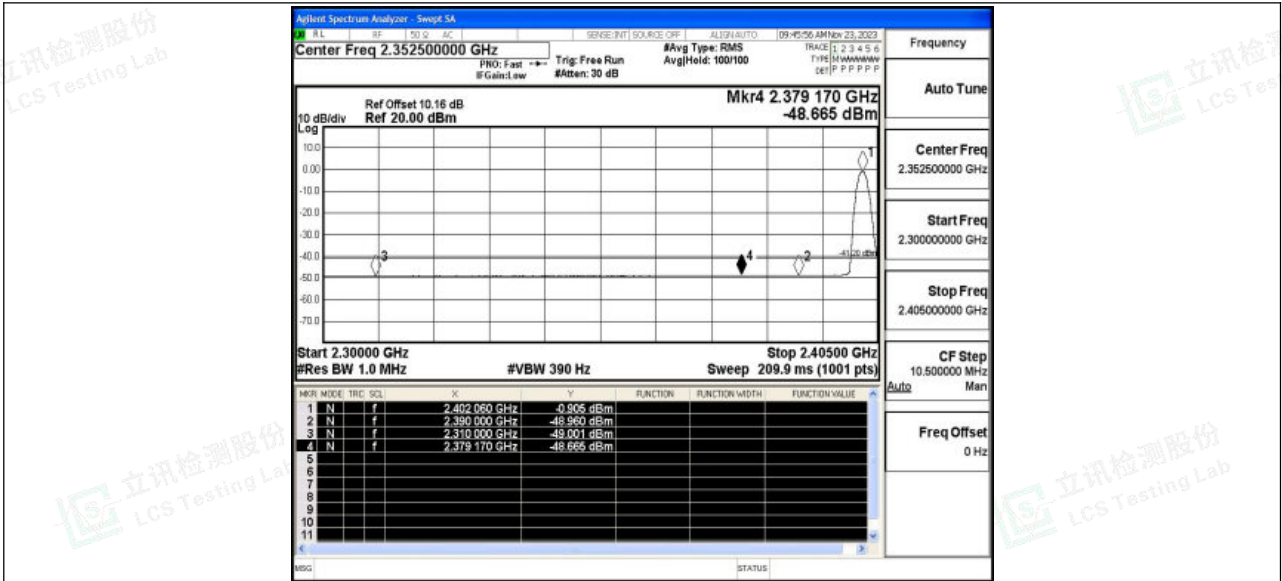 Agilent Spectrum Analyzer - Swept SA
RL RF 50 Ω AC SENSE:INT SOURCE OFF ALIGN AUTO 09:45:56 AM Nov 23, 2023
Center Freq 2.352500000 GHz
#Avg Type: RMS
TRACE 1 2 3 4 5 6
PNO: Fast
Trig: Free Run
Avg|Hold: 100/100
TYPE M WWWWW
IFGain:Low
#Atten: 30 dB
DET P P P P P P
Mkr4 2.379 170 GHz
-48.665 dBm
Ref Offset 10.16 dB
10 dB/div Ref 20.00 dBm
Log
10.0
0.00
-10.0
-20.0
-30.0
-40.0
-50.0
-60.0
-70.0
1
3
4
2
-41.20 dBm
Start 2.30000 GHz
Stop 2.40500 GHz
#Res BW 1.0 MHz
#VBW 390 Hz
Sweep 209.9 ms (1001 pts)
MKR MODE TRC SCL X Y FUNCTION FUNCTION WIDTH FUNCTION VALUE
1 N f 2.402 060 GHz -0.905 dBm
2 N f 2.390 000 GHz -48.960 dBm
3 N f 2.310 000 GHz -49.001 dBm
4 N f 2.379 170 GHz -48.665 dBm
5
6
7
8
9
10
11
MSG
STATUS
Frequency
Auto Tune
Center Freq
2.352500000 GHz
Start Freq
2.300000000 GHz
Stop Freq
2.405000000 GHz
CF Step
10.500000 MHz
Auto Man
Freq Offset
0 Hz
立讯检测股份
LCS Testing Lab
立讯
LCS Tes
立讯检测股份
LCS Testing Lab
立讯检测股份
LCS Testing Lab